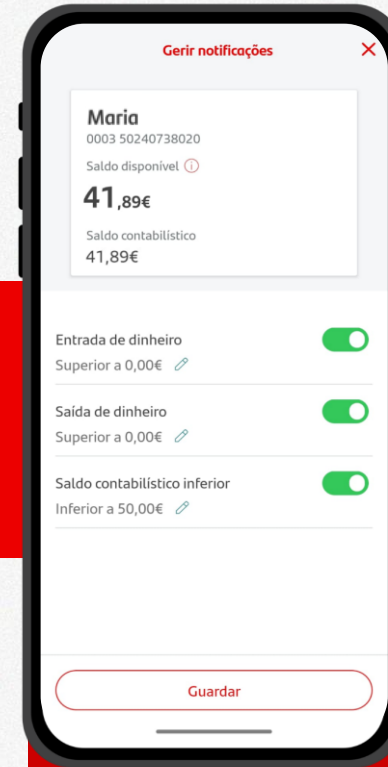 Gerir notificações
Maria
0003 50240738020
Saldo disponível
41,89€
Saldo contabilístico
41,89€
Entrada de dinheiro
Superior a 0,00€
Saída de dinheiro
Superior a 0,00€
Saldo contabilístico inferior
Inferior a 50,00€
Guardar